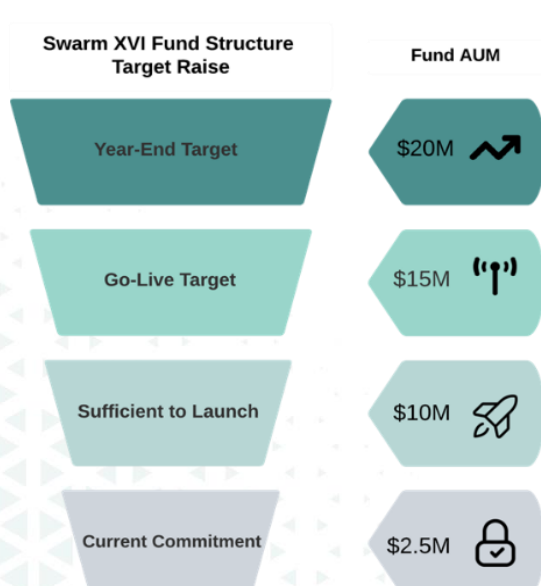 Swarm XVI Fund Structure
Target Raise
Fund AUM
Year-End Target
$20M
Go-Live Target
$15M
Sufficient to Launch
$10M
Current Commitment
$2.5M